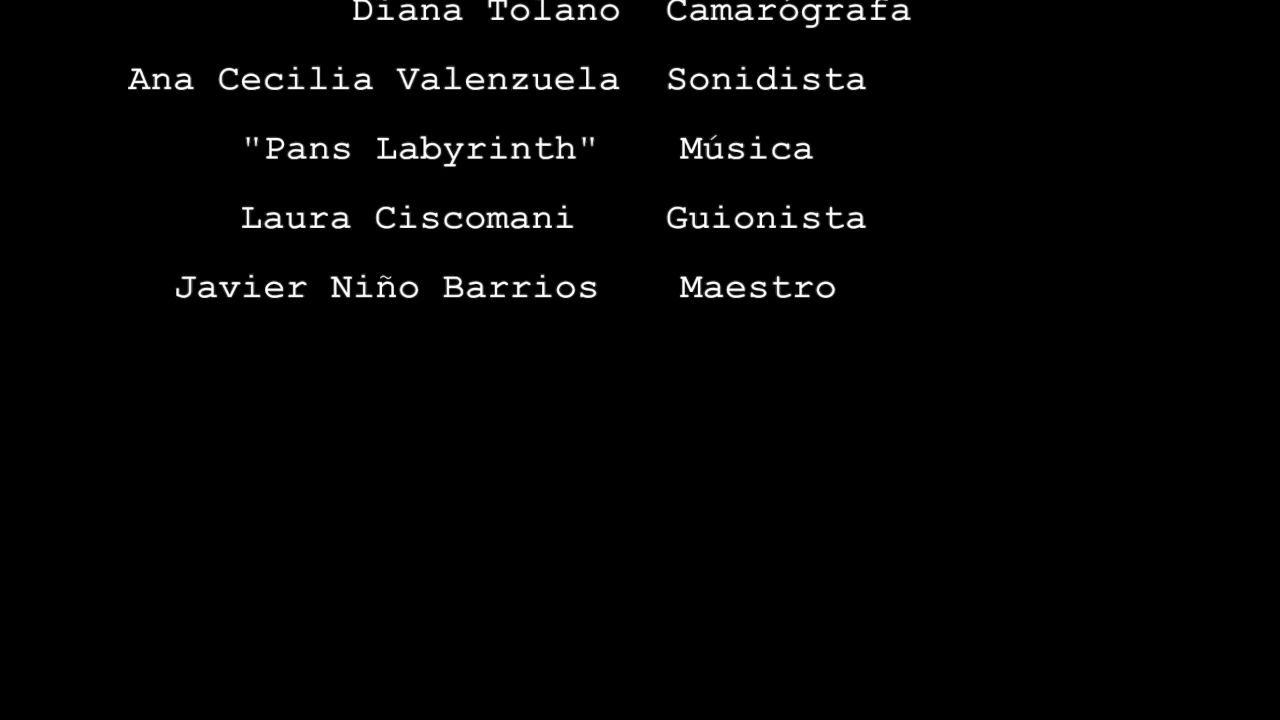 Diana Tolano Camarógrafa
Ana Cecilia Valenzuela Sonidista
"Pans Labyrinth" Música
Laura Ciscomani Guionista
Javier Niño Barrios Maestro